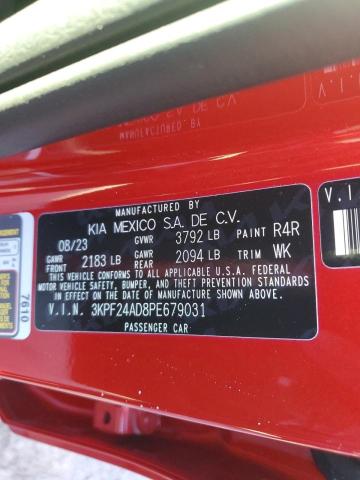 MANUFACTURED BY
KIA MEXICO S.A. DE C.V.
08/23 GVWR 3792 LB PAINT R4R
GAWR FRONT 2183 LB GAWR REAR 2094 LB TRIM WK
THIS VEHICLE CONFORMS TO ALL APPLICABLE U.S.A. FEDERAL
MOTOR VEHICLE SAFETY, BUMPER, AND THEFT PREVENTION STANDARDS
IN EFFECT ON THE DATE OF MANUFACTURE SHOWN ABOVE.
V.I.N. 3KPF24AD8PE679031
PASSENGER CAR
7610
V.I.